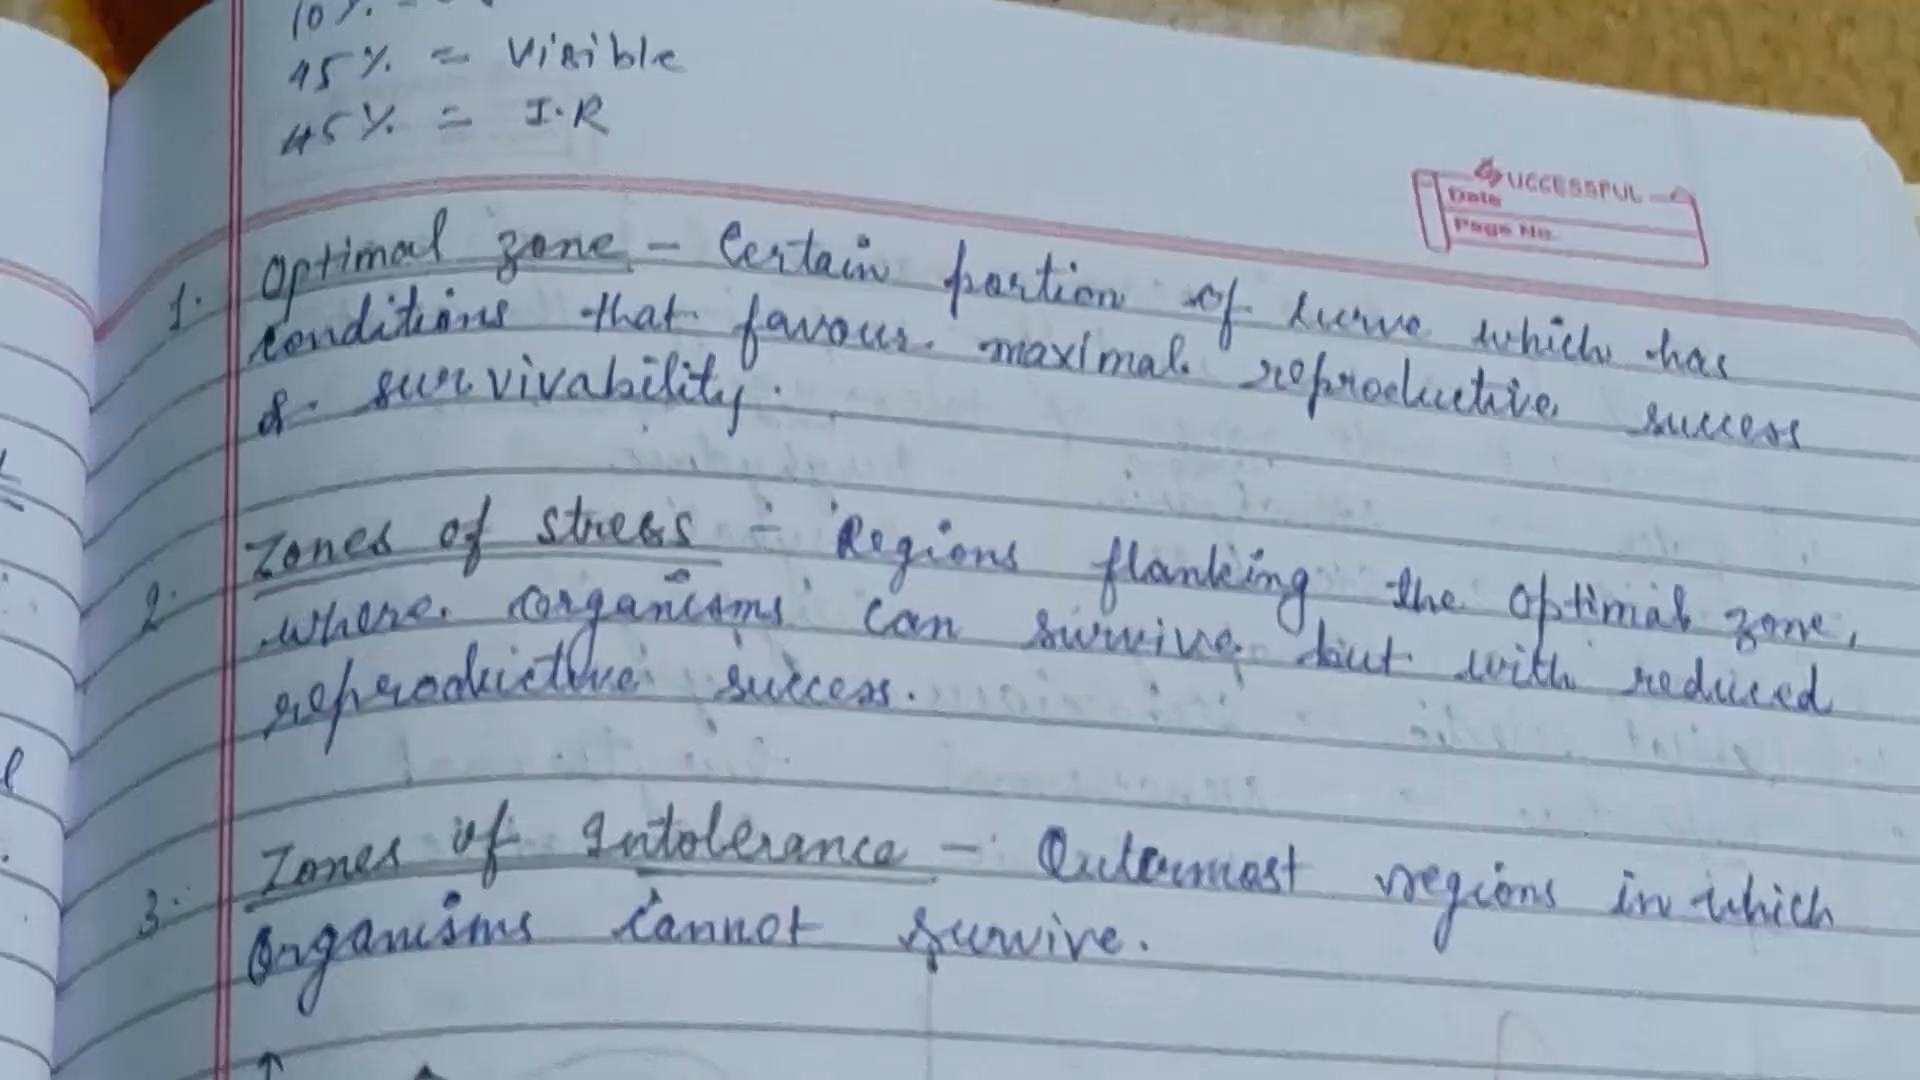 10%
45% = Visible
45% = I.R
SUCCESSFUL
Date
Page No.
1. Optimal zone - Certain portion of curve which has
conditions that favour maximal reproductive success
& survivability.
2. Zones of stress - Regions flanking the optimal zone,
where organisms can survive but with reduced
reproductive success.
3. Zones of Intolerance - Outermost regions in which
Organisms cannot survive.